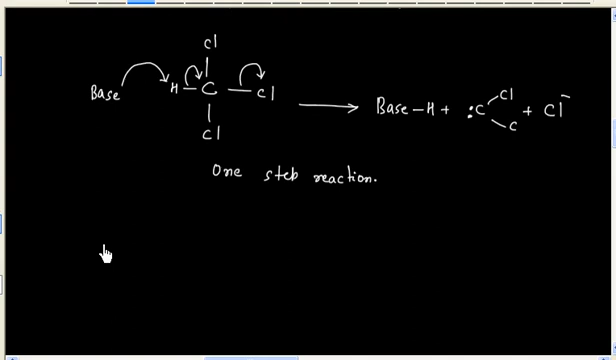 Cl
Base H — C — Cl → Base — H + :C Cl + Cl⁻
C
Cl
One steb reaction.